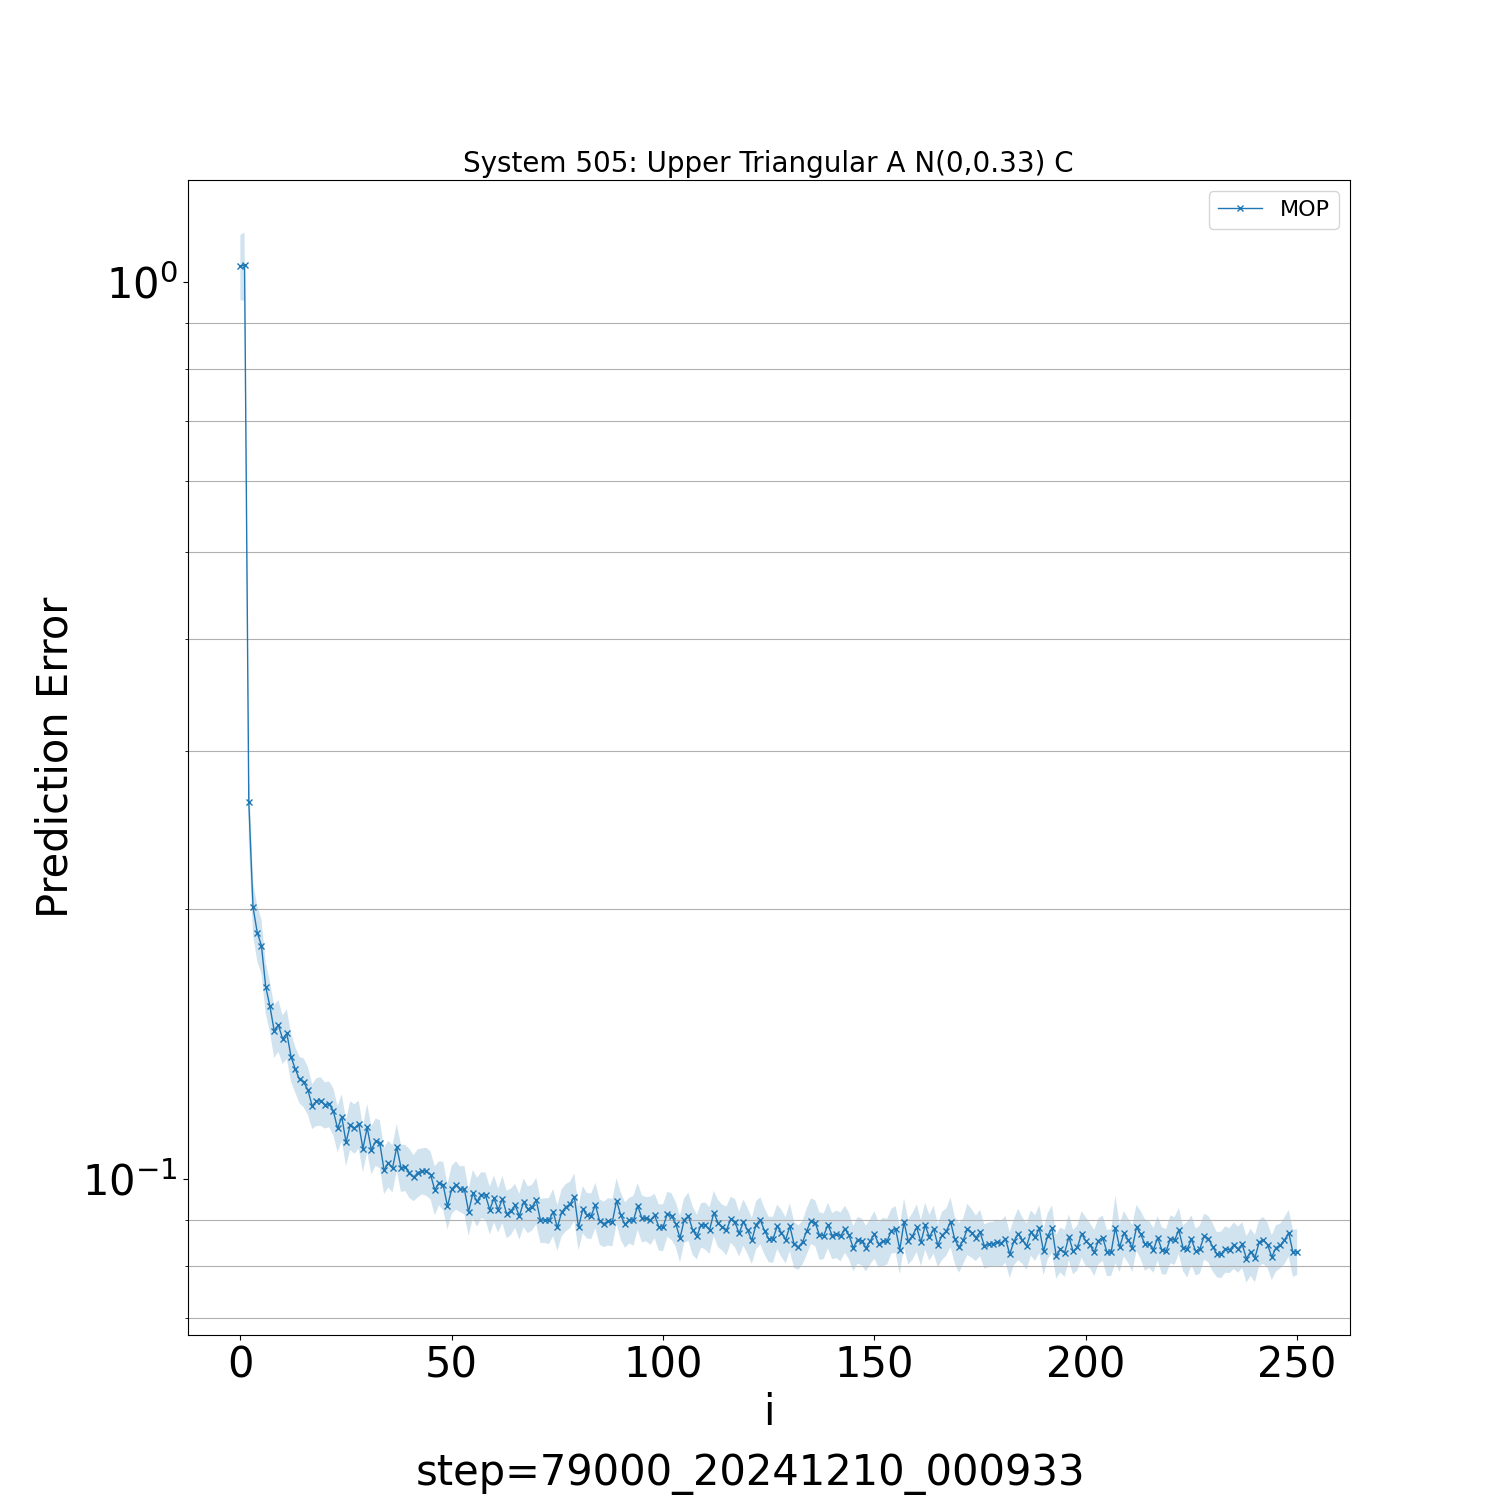 System 505: Upper Triangular A N(0,0.33) C
MOP
10⁰
10⁻¹
Prediction Error
0 50 100 150 200 250
i
step=79000_20241210_000933